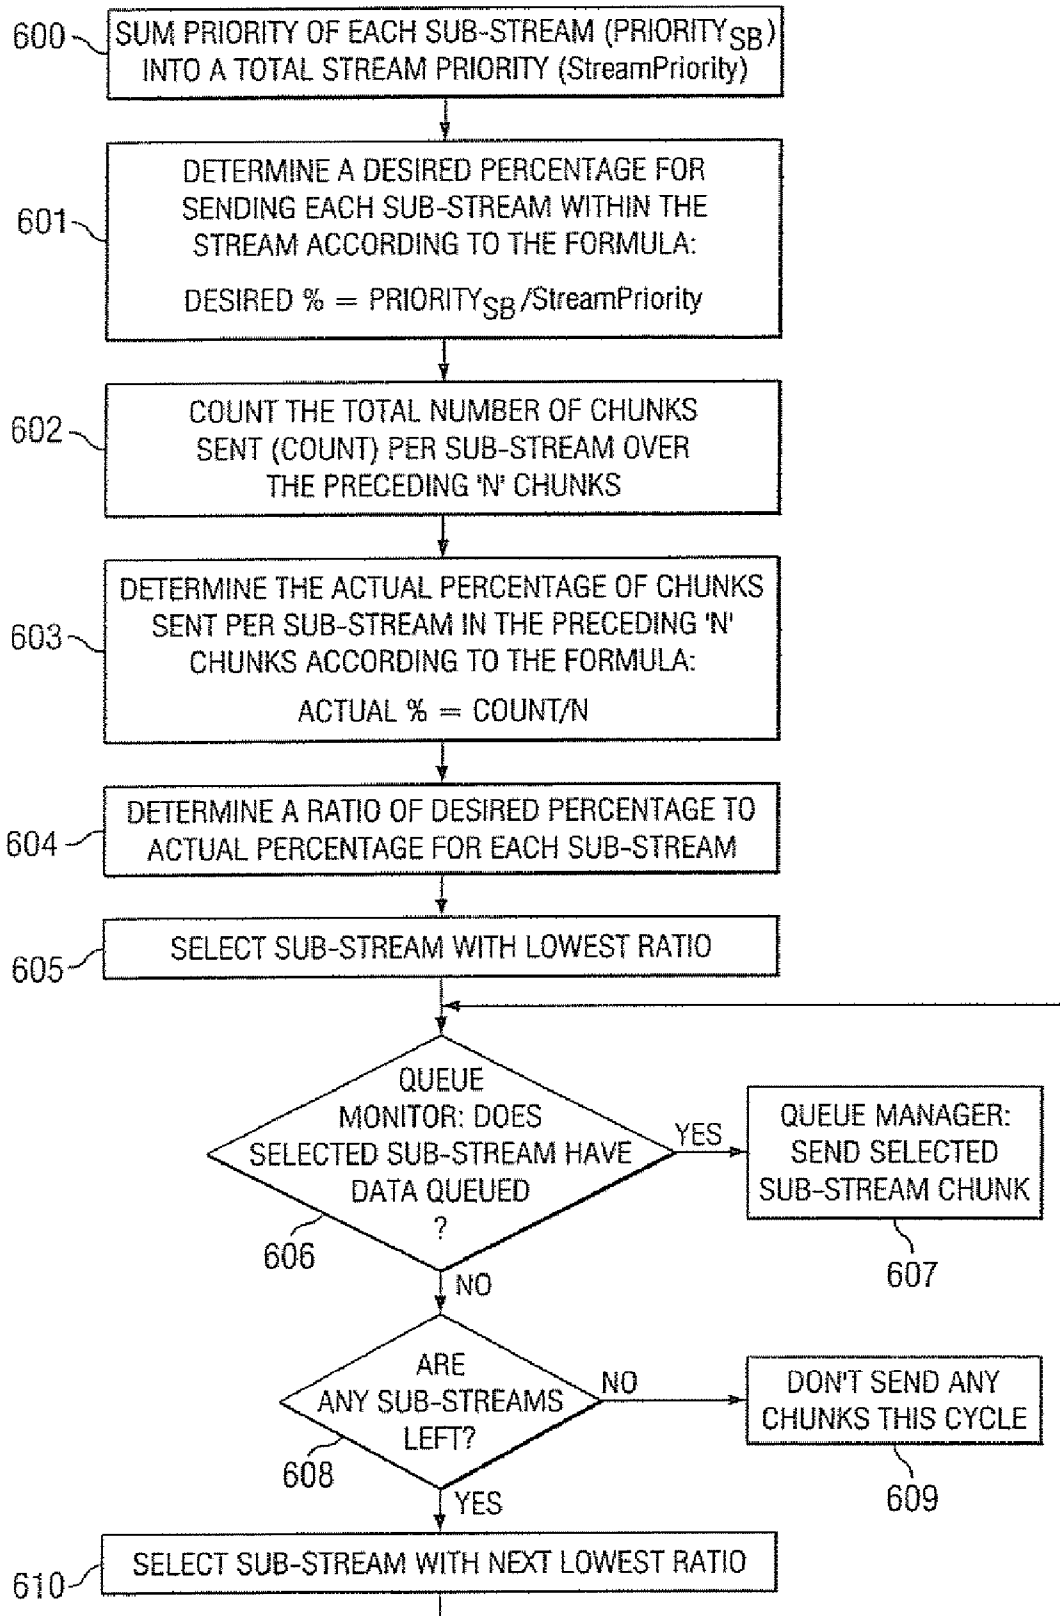 600
SUM PRIORITY OF EACH SUB-STREAM (PRIORITYSB)
INTO A TOTAL STREAM PRIORITY (StreamPriority)
601
DETERMINE A DESIRED PERCENTAGE FOR
SENDING EACH SUB-STREAM WITHIN THE
STREAM ACCORDING TO THE FORMULA:
DESIRED % = PRIORITYSB/StreamPriority
602
COUNT THE TOTAL NUMBER OF CHUNKS
SENT (COUNT) PER SUB-STREAM OVER
THE PRECEDING 'N' CHUNKS
603
DETERMINE THE ACTUAL PERCENTAGE OF CHUNKS
SENT PER SUB-STREAM IN THE PRECEDING 'N'
CHUNKS ACCORDING TO THE FORMULA:
ACTUAL % = COUNT/N
604
DETERMINE A RATIO OF DESIRED PERCENTAGE TO
ACTUAL PERCENTAGE FOR EACH SUB-STREAM
605
SELECT SUB-STREAM WITH LOWEST RATIO
QUEUE
MONITOR: DOES
SELECTED SUB-STREAM HAVE
DATA QUEUED
?
606
YES
QUEUE MANAGER:
SEND SELECTED
SUB-STREAM CHUNK
607
NO
ARE
ANY SUB-STREAMS
LEFT?
608
NO
DON'T SEND ANY
CHUNKS THIS CYCLE
609
YES
610
SELECT SUB-STREAM WITH NEXT LOWEST RATIO